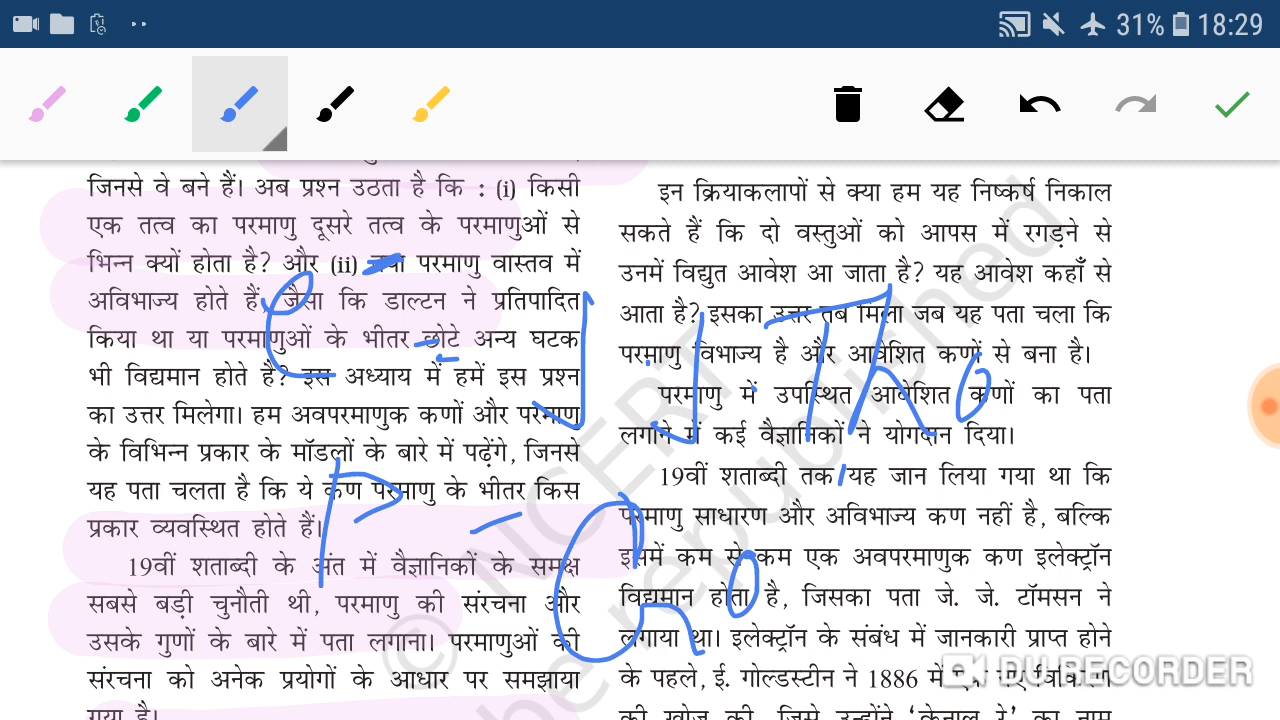 31% 18:29
जिनसे वे बने हैं। अब प्रश्न उठता है कि : (i) किसी
एक तत्व का परमाणु दूसरे तत्व के परमाणुओं से
भिन्न क्यों होता है? और (ii) क्या परमाणु वास्तव में
अविभाज्य होते हैं, जैसा कि डाल्टन ने प्रतिपादित
किया था या परमाणुओं के भीतर छोटे अन्य घटक
भी विद्यमान होते हैं? इस अध्याय में हमें इस प्रश्न
का उत्तर मिलेगा। हम अवपरमाणुक कणों और परमाणु
के विभिन्न प्रकार के मॉडलों के बारे में पढ़ेंगे, जिनसे
यह पता चलता है कि ये कण परमाणु के भीतर किस
प्रकार व्यवस्थित होते हैं।
19वीं शताब्दी के अंत में वैज्ञानिकों के समक्ष
सबसे बड़ी चुनौती थी, परमाणु की संरचना और
उसके गुणों के बारे में पता लगाना। परमाणुओं की
संरचना को अनेक प्रयोगों के आधार पर समझाया
गया है।
इन क्रियाकलापों से क्या हम यह निष्कर्ष निकाल
सकते हैं कि दो वस्तुओं को आपस में रगड़ने से
उनमें विद्युत आवेश आ जाता है? यह आवेश कहाँ से
आता है? इसका उत्तर तब मिला जब यह पता चला कि
परमाणु विभाज्य है और आवेशित कणों से बना है।
परमाणु में उपस्थित आवेशित कणों का पता
लगाने में कई वैज्ञानिकों ने योगदान दिया।
19वीं शताब्दी तक यह जान लिया गया था कि
परमाणु साधारण और अविभाज्य कण नहीं है, बल्कि
इसमें कम से कम एक अवपरमाणुक कण इलेक्ट्रॉन
विद्यमान होता है, जिसका पता जे. जे. टॉमसन ने
लगाया था। इलेक्ट्रॉन के संबंध में जानकारी प्राप्त होने
के पहले, ई. गोल्डस्टीन ने 1886 में
की खोज की, जिसे उन्होंने 'केनाल रे' का नाम
e - J. J. Tho
P - G
© NCERT
be republished
DU RECORDER